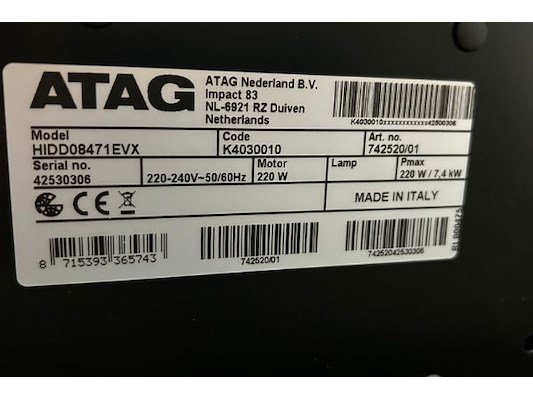 ATAG
ATAG Nederland B.V.
Impact 83
NL-6921 RZ Duiven
Netherlands
K4030010xxxxxxxxxxxxx42500306
Model
HIDD08471EVX
Code
K4030010
Art. no.
742520/01
Serial no.
42530306
220-240V~50/60Hz
Motor
220 W
Lamp
Pmax
220 W / 7,4 kW
MADE IN ITALY
8 715393 365743
742520/01
74252042530306